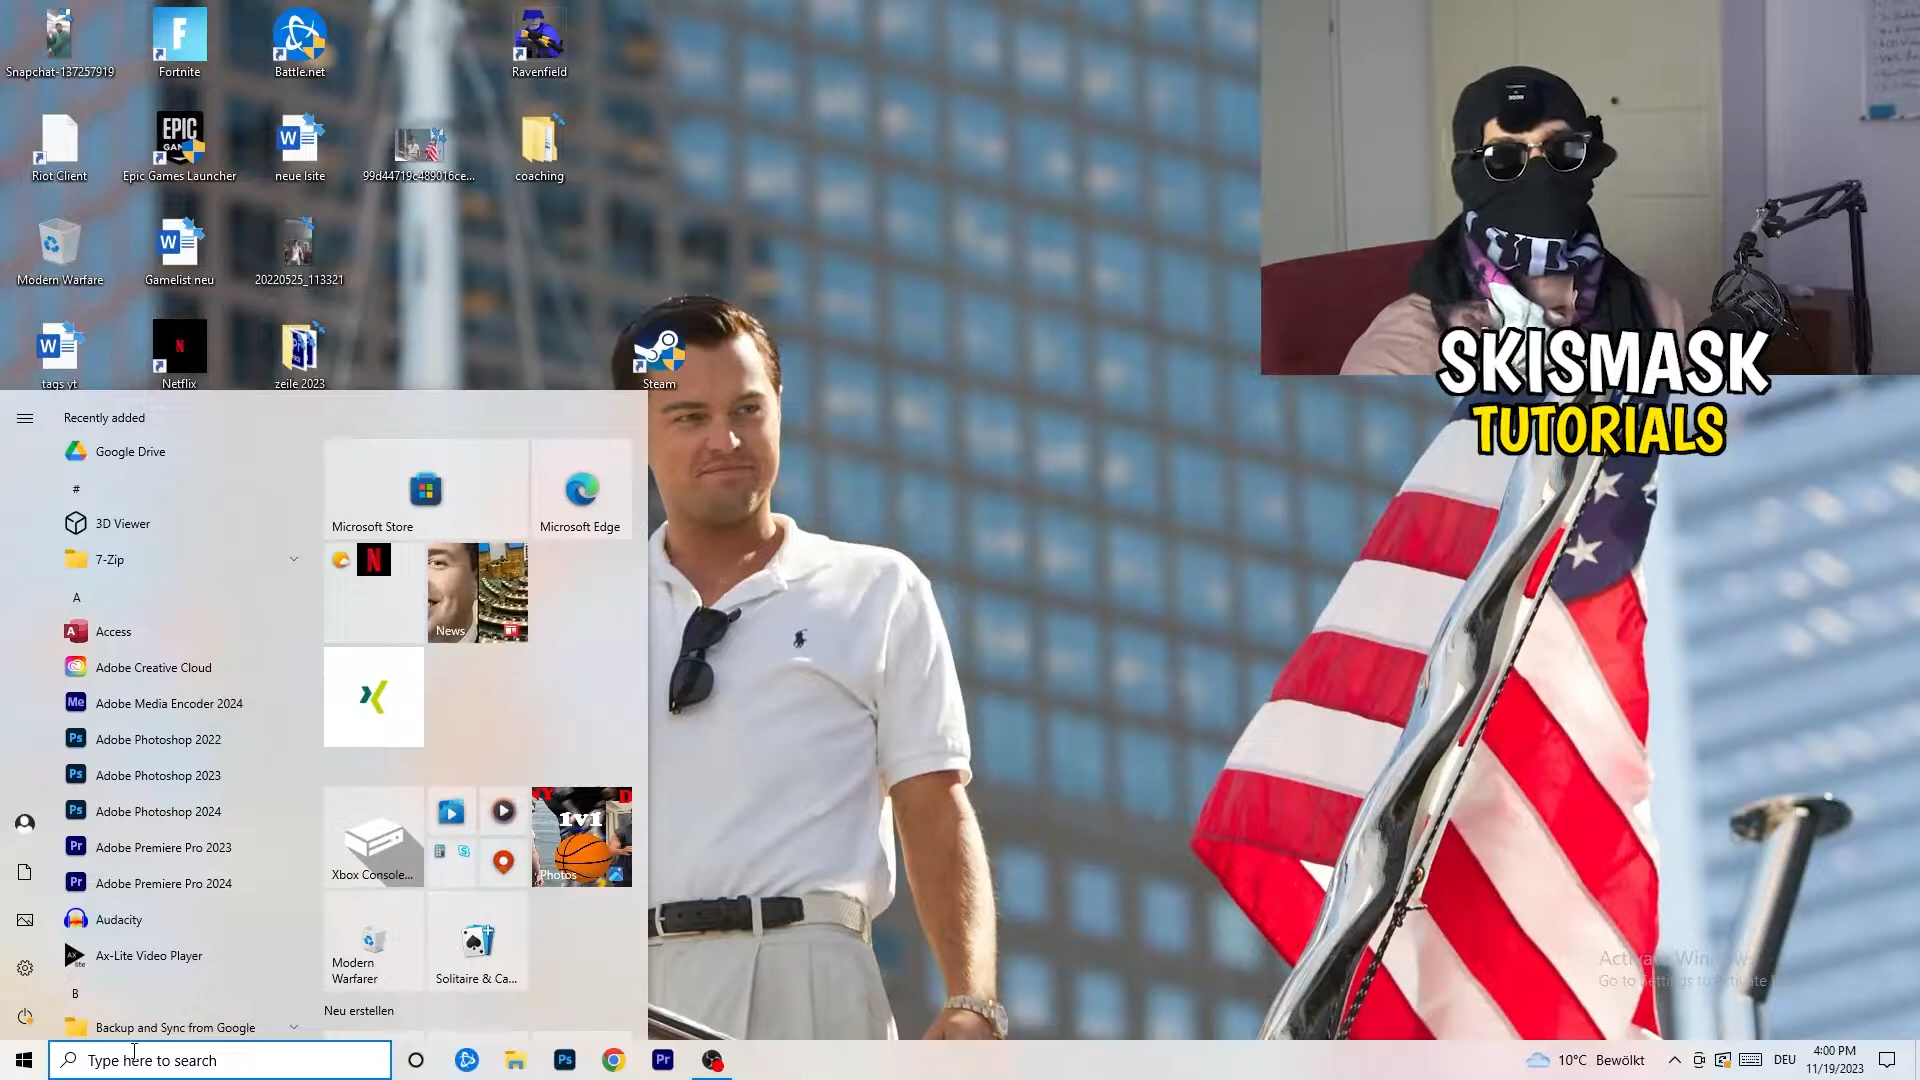 Snapchat-137257919
Fortnite
Battle.net
Ravenfield
Riot Client
EPIC
Epic Games Launcher
neue lsite
99d44719c489016ce...
coaching
Modern Warfare
Gamelist neu
20220525_113321
tags yt
Netflix
zeile 2023
Steam
SKISMASK
TUTORIALS
Recently added
Google Drive
#
3D Viewer
7-Zip
A
Access
Adobe Creative Cloud
Adobe Media Encoder 2024
Adobe Photoshop 2022
Adobe Photoshop 2023
Adobe Photoshop 2024
Adobe Premiere Pro 2023
Adobe Premiere Pro 2024
Audacity
Ax-Lite Video Player
B
Backup and Sync from Google
Microsoft Store
Microsoft Edge
News
Xbox Console...
1v1
Photos
Modern
Warfarer
Solitaire & Ca...
Neu erstellen
Go to Settings to activate
Type here to search
10°C Bewölkt
DEU
4:00 PM
11/19/2023